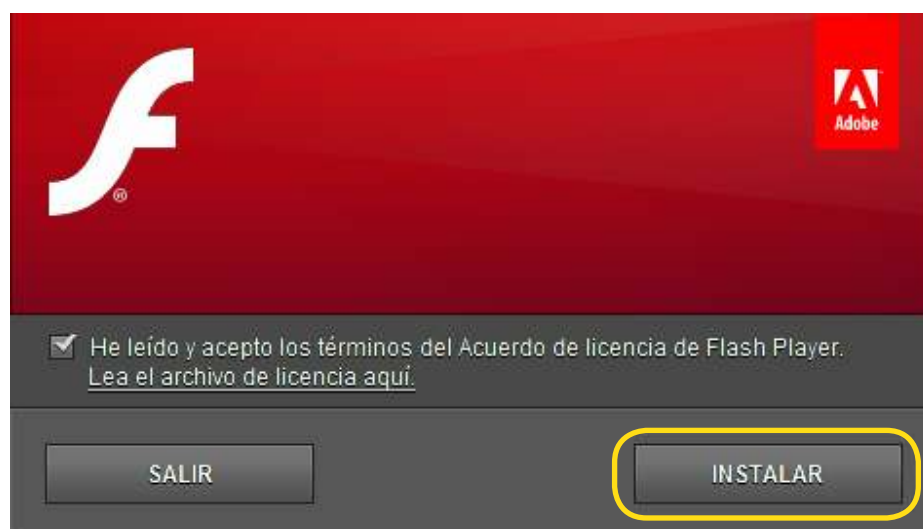 Adobe
®
He leído y acepto los términos del Acuerdo de licencia de Flash Player.
Lea el archivo de licencia aquí.
SALIR
INSTALAR